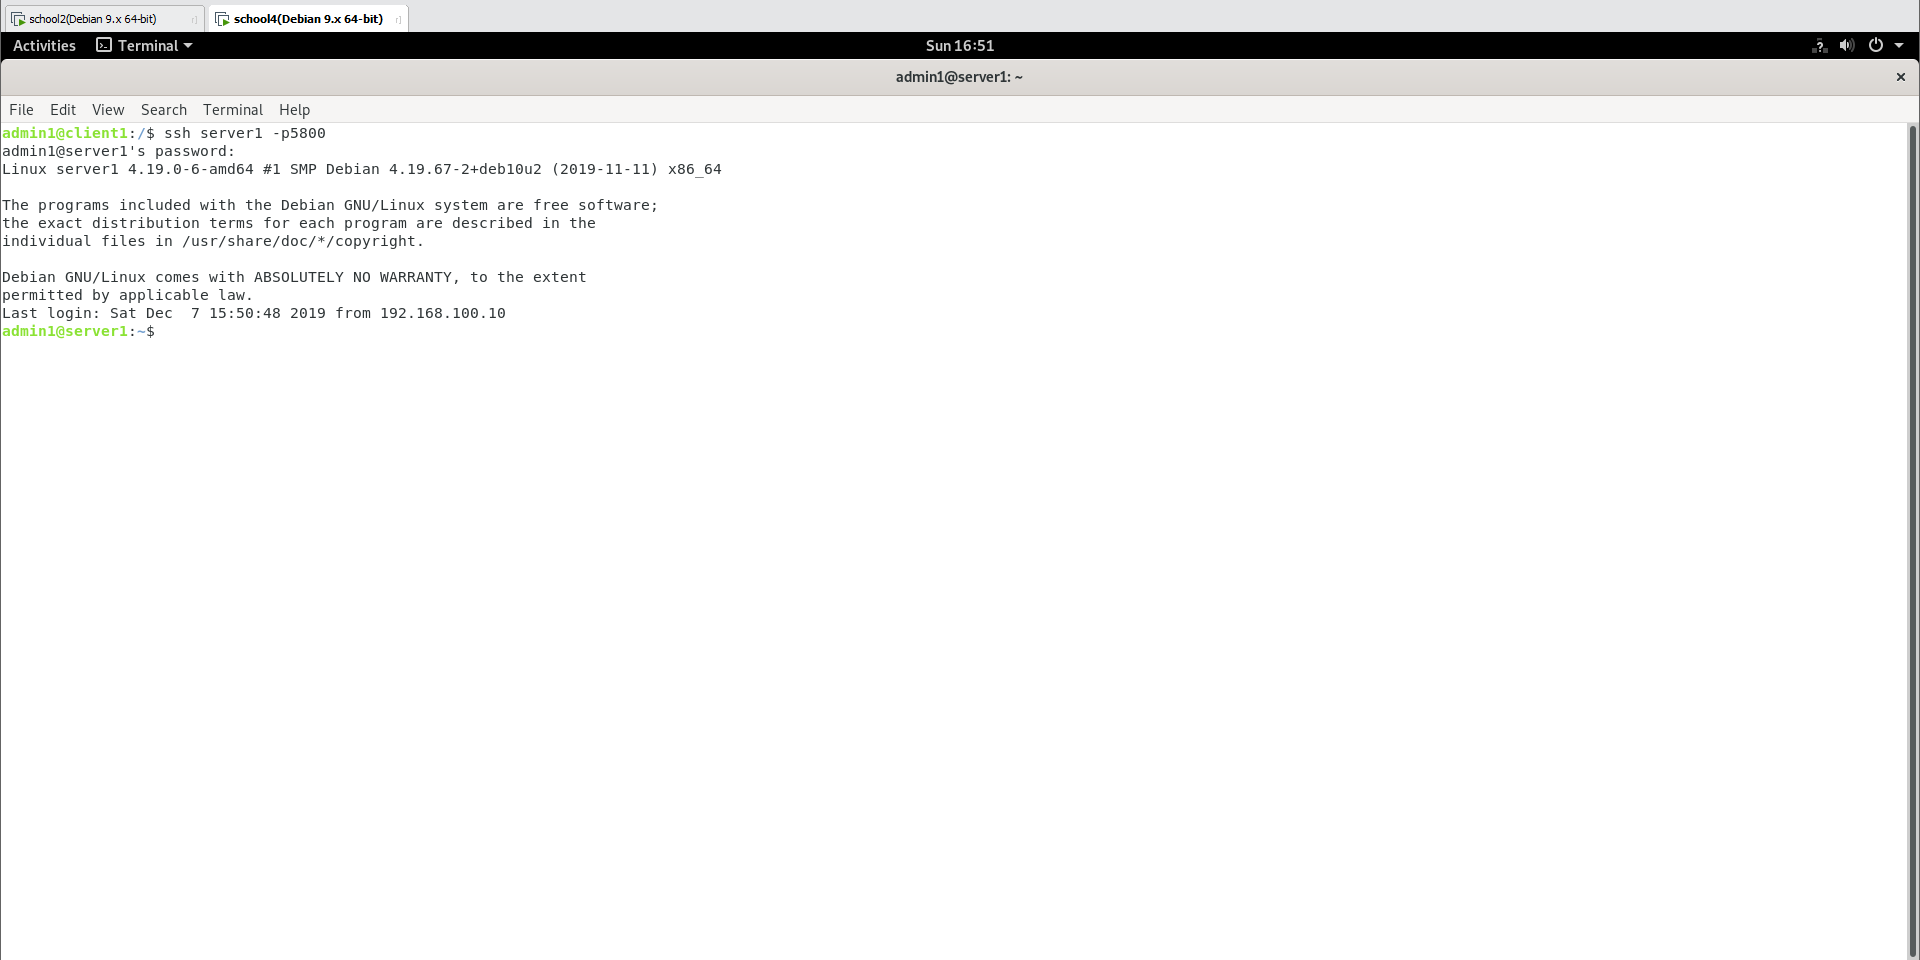 school2(Debian 9.x 64-bit) school4(Debian 9.x 64-bit)
Activities Terminal Sun 16:51
admin1@server1: ~
File Edit View Search Terminal Help
admin1@client1:/$ ssh server1 -p5800
admin1@server1's password:
Linux server1 4.19.0-6-amd64 #1 SMP Debian 4.19.67-2+deb10u2 (2019-11-11) x86_64
The programs included with the Debian GNU/Linux system are free software;
the exact distribution terms for each program are described in the
individual files in /usr/share/doc/*/copyright.
Debian GNU/Linux comes with ABSOLUTELY NO WARRANTY, to the extent
permitted by applicable law.
Last login: Sat Dec  7 15:50:48 2019 from 192.168.100.10
admin1@server1:~$